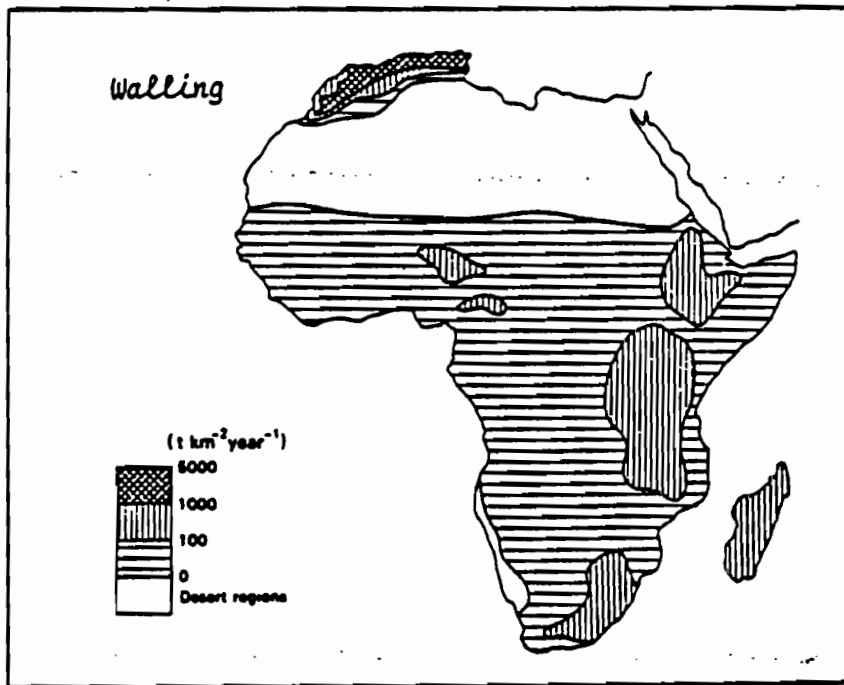 Walling
(t km⁻² year⁻¹)
5000
1000
100
0
Desert regions